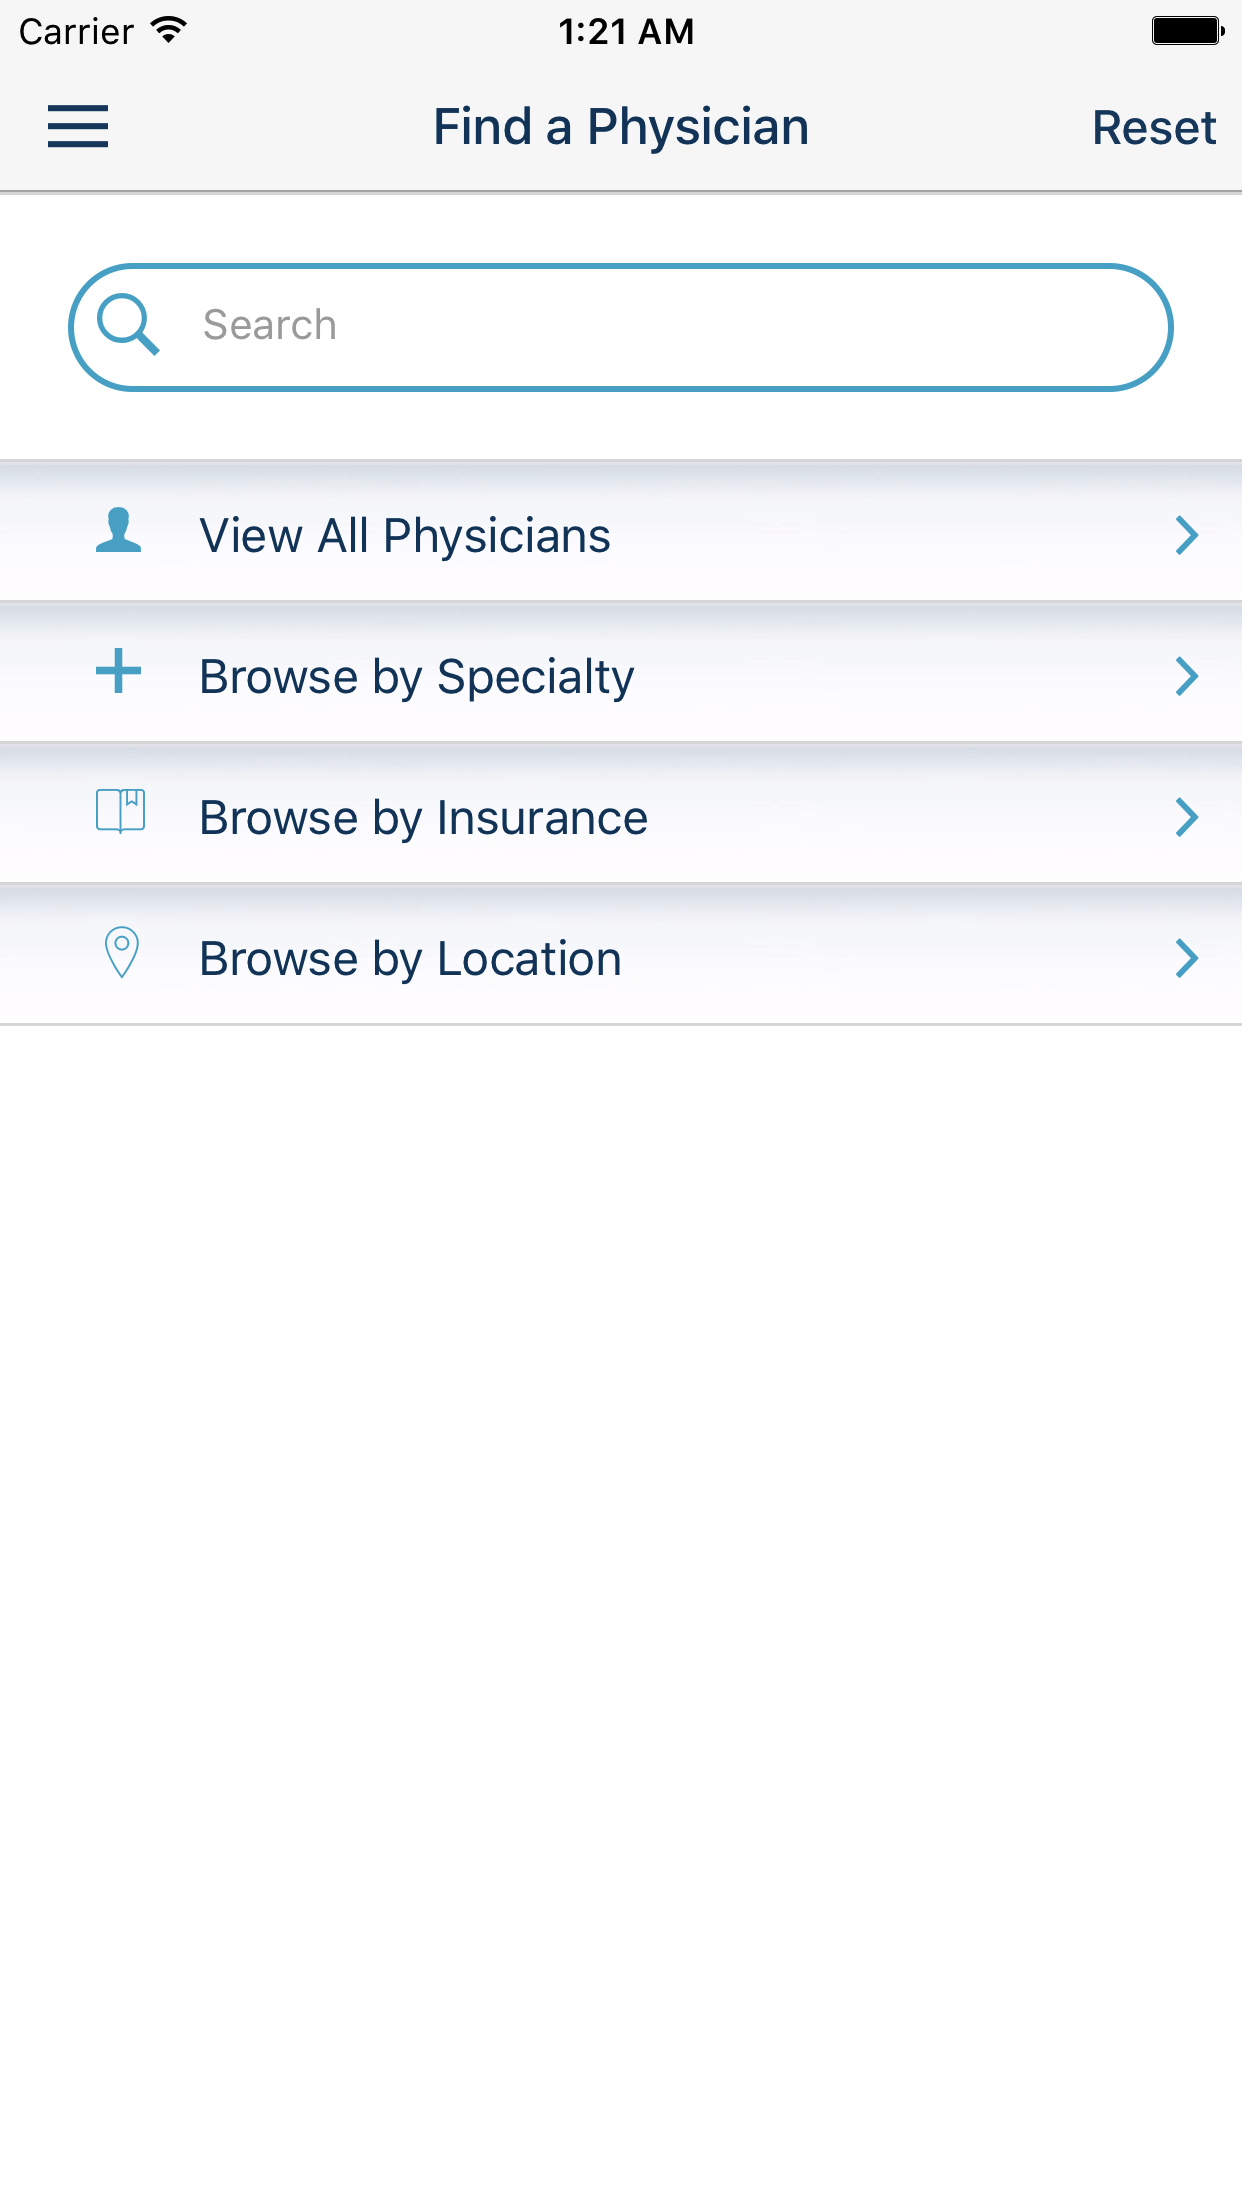 Carrier 1:21 AM
Find a Physician Reset
Search
View All Physicians
Browse by Specialty
Browse by Insurance
Browse by Location